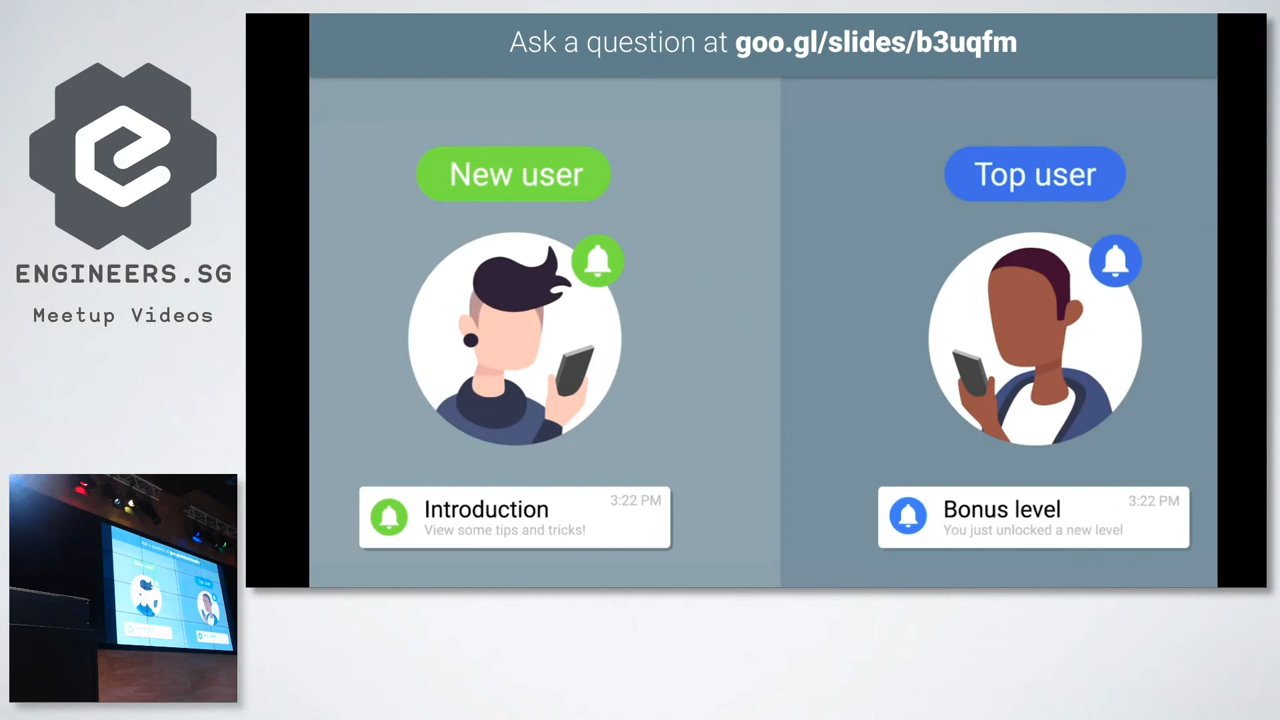 Ask a question at goo.gl/slides/b3uqfm
New user
Top user
ENGINEERS.SG
Meetup Videos
Introduction
3:22 PM
View some tips and tricks!
Bonus level
3:22 PM
You just unlocked a new level